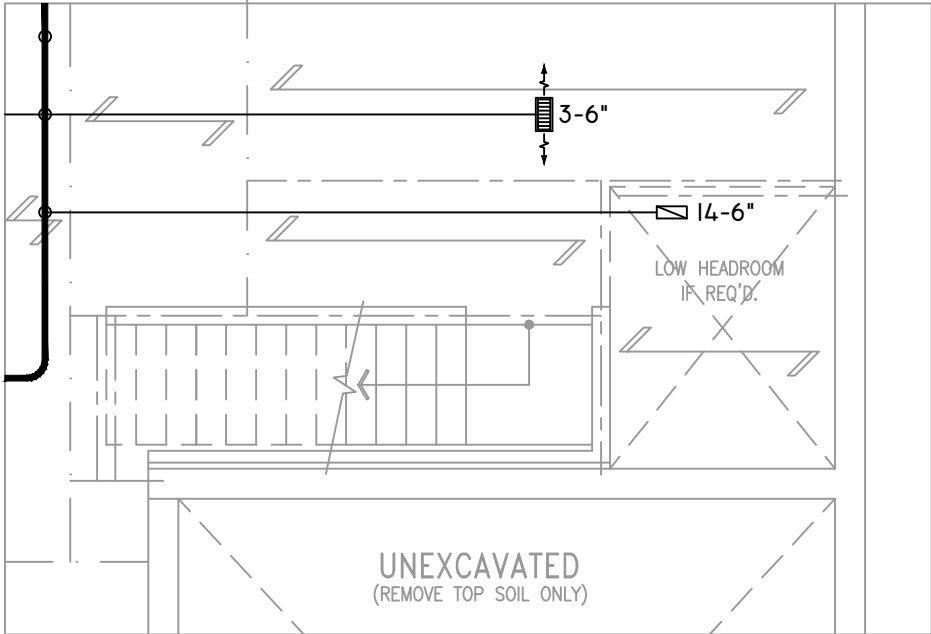 3-6"
14-6"
LOW HEADROOM
IF REQ'D.
UNEXCAVATED
(REMOVE TOP SOIL ONLY)